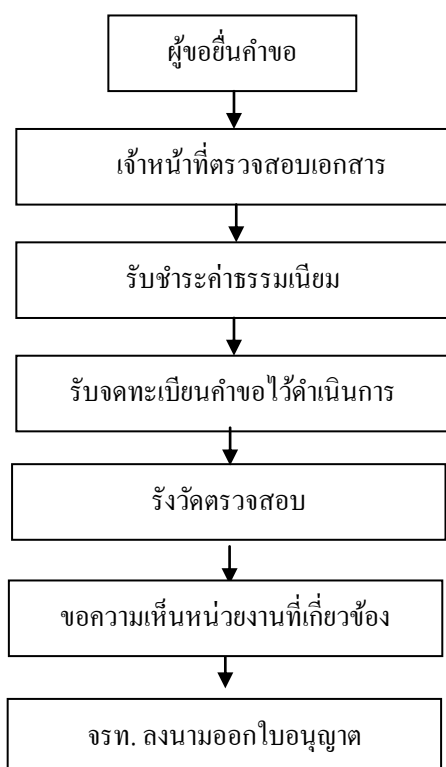 ผู้ขอยื่นคำขอ
เจ้าหน้าที่ตรวจสอบเอกสาร
รับชำระค่าธรรมเนียม
รับจดทะเบียนคำขอไว้ดำเนินการ
รังวัดตรวจสอบ
ขอความเห็นหน่วยงานที่เกี่ยวข้อง
จรท. ลงนามออกใบอนุญาต